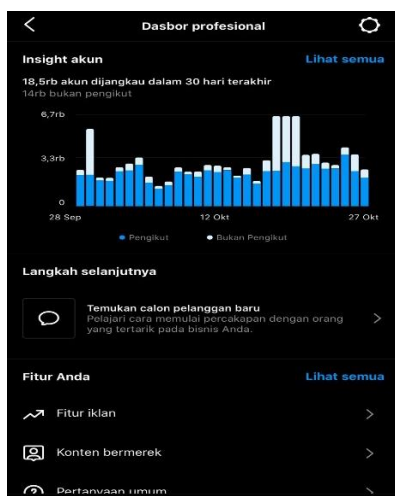 Dasbor profesional
Insight akun
Lihat semua
18,5rb akun dijangkau dalam 30 hari terakhir
14rb bukan pengikut
6,7rb
3,3rb
0
28 Sep
12 Okt
27 Okt
Pengikut
Bukan Pengikut
Langkah selanjutnya
Temukan calon pelanggan baru
Pelajari cara memulai percakapan dengan orang
yang tertarik pada bisnis Anda.
Fitur Anda
Lihat semua
Fitur iklan
Konten bermerek
Pertanyaan umum